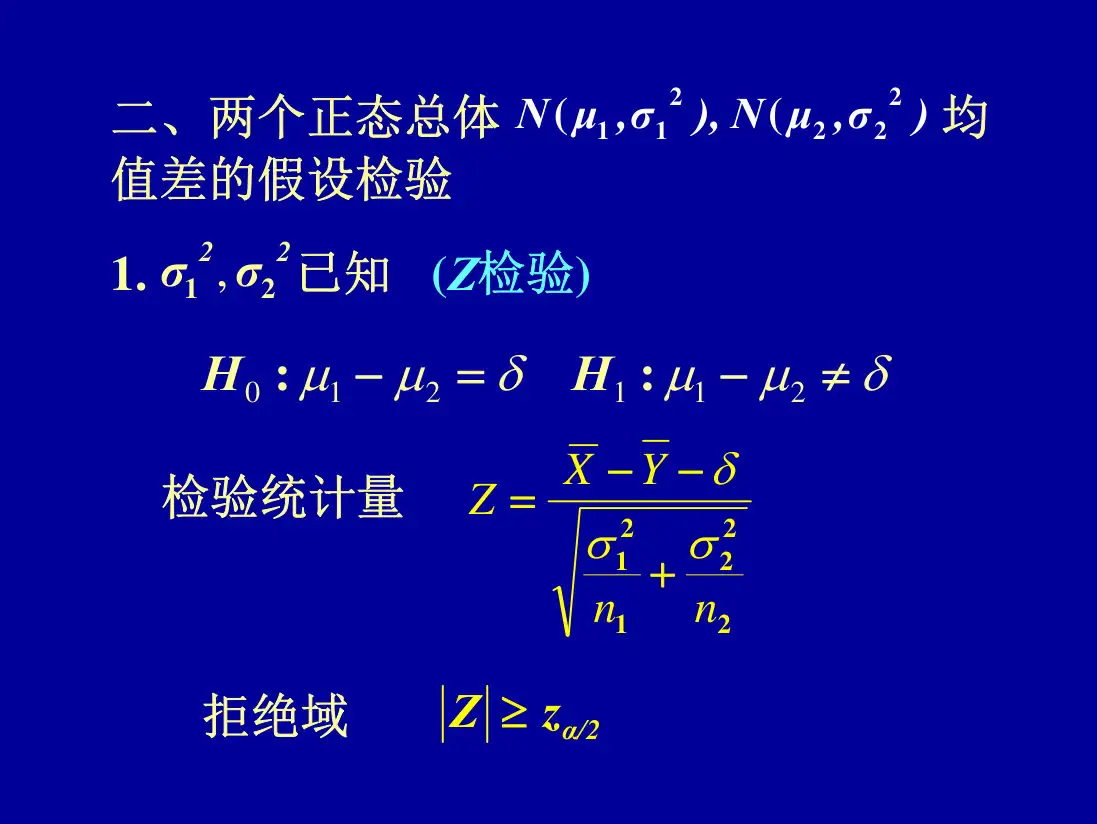 二、两个正态总体 N(μ₁,σ₁²), N(μ₂,σ₂²) 均
值差的假设检验
1. σ₁², σ₂² 已知 (Z检验)
H₀ : μ₁ − μ₂ = δ H₁ : μ₁ − μ₂ ≠ δ
检验统计量 Z = (X̅ − Y̅ − δ) / √(σ₁²/n₁ + σ₂²/n₂)
拒绝域 |Z| ≥ z_α/2